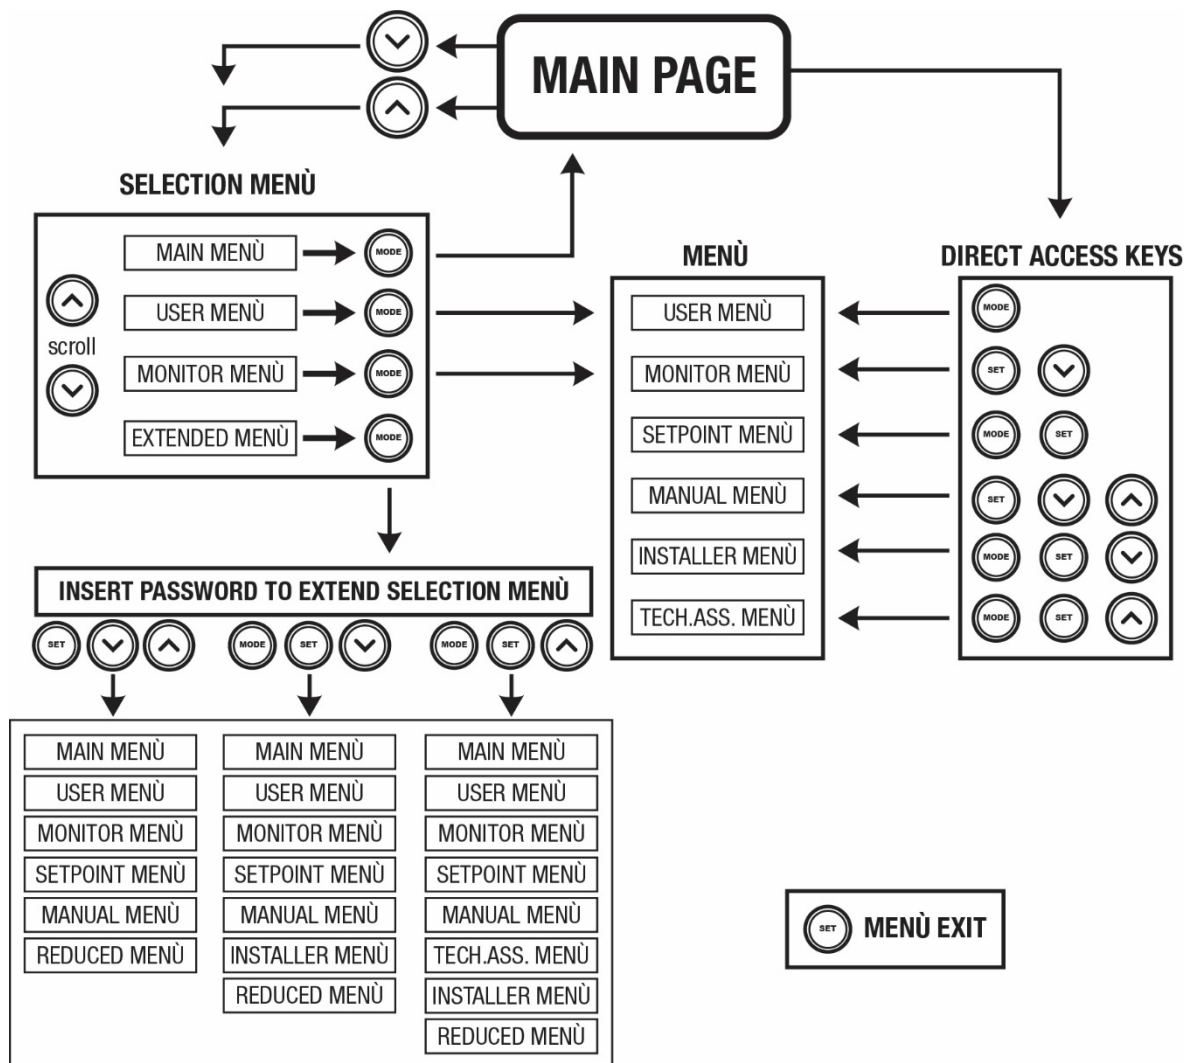 MAIN PAGE
SELECTION MENÙ
MAIN MENÙ MODE
USER MENÙ MODE
scroll
MONITOR MENÙ MODE
EXTENDED MENÙ MODE
MENÙ
USER MENÙ
MONITOR MENÙ
SETPOINT MENÙ
MANUAL MENÙ
INSTALLER MENÙ
TECH.ASS. MENÙ
DIRECT ACCESS KEYS
MODE
SET
MODE SET
SET
MODE SET
MODE SET
INSERT PASSWORD TO EXTEND SELECTION MENÙ
SET
MODE SET
MODE SET
MAIN MENÙ
USER MENÙ
MONITOR MENÙ
SETPOINT MENÙ
MANUAL MENÙ
REDUCED MENÙ
MAIN MENÙ
USER MENÙ
MONITOR MENÙ
SETPOINT MENÙ
MANUAL MENÙ
INSTALLER MENÙ
REDUCED MENÙ
MAIN MENÙ
USER MENÙ
MONITOR MENÙ
SETPOINT MENÙ
MANUAL MENÙ
TECH.ASS. MENÙ
INSTALLER MENÙ
REDUCED MENÙ
SET MENÙ EXIT